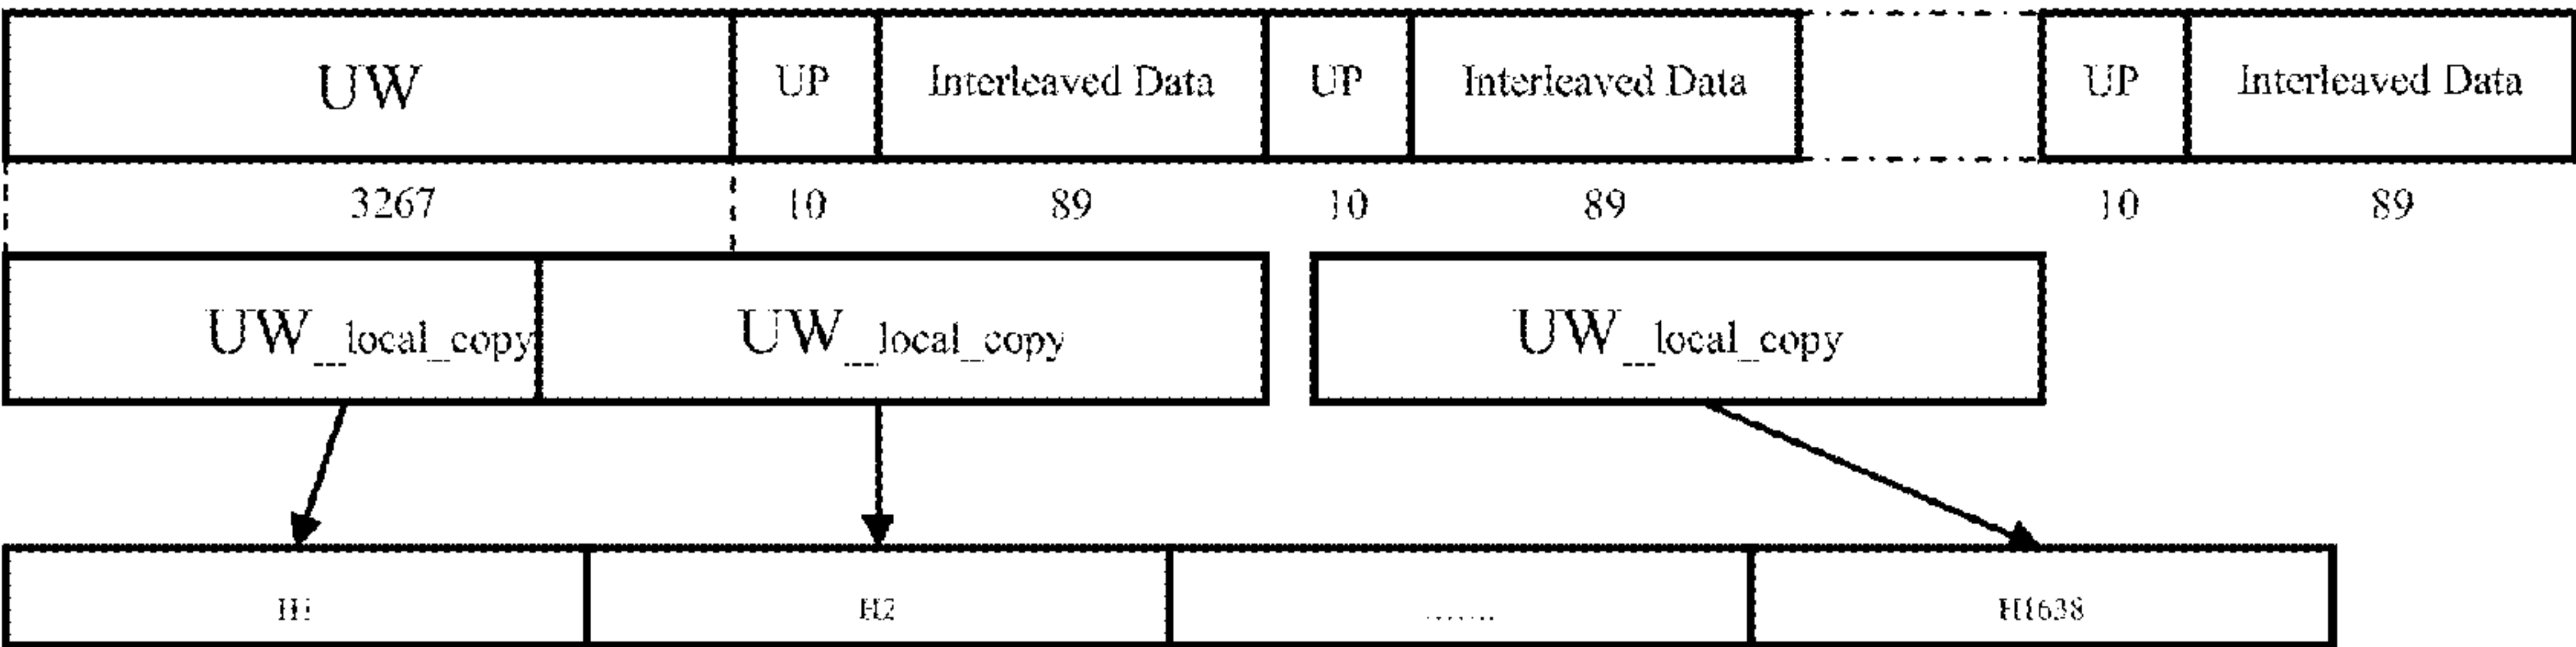 UW UP Interleaved Data UP Interleaved Data UP Interleaved Data
3267 10 89 10 89 10 89
UW_local_copy UW_local_copy UW_local_copy
H1 H2 ....... H1638